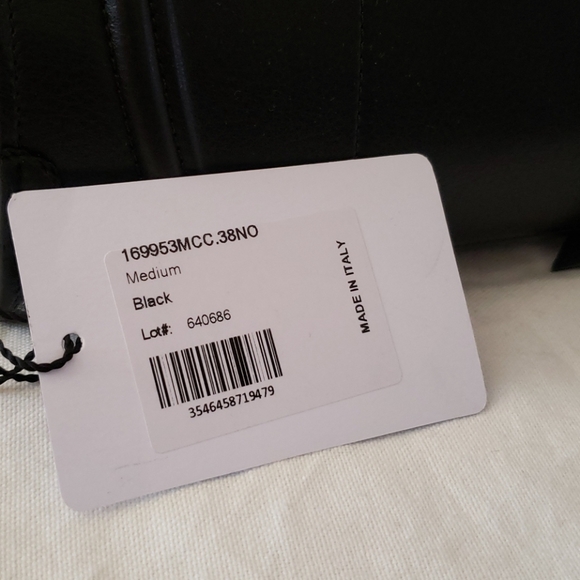 169953MCC.38NO
Medium
Black
Lot#: 640686
3546458719479
MADE IN ITALY